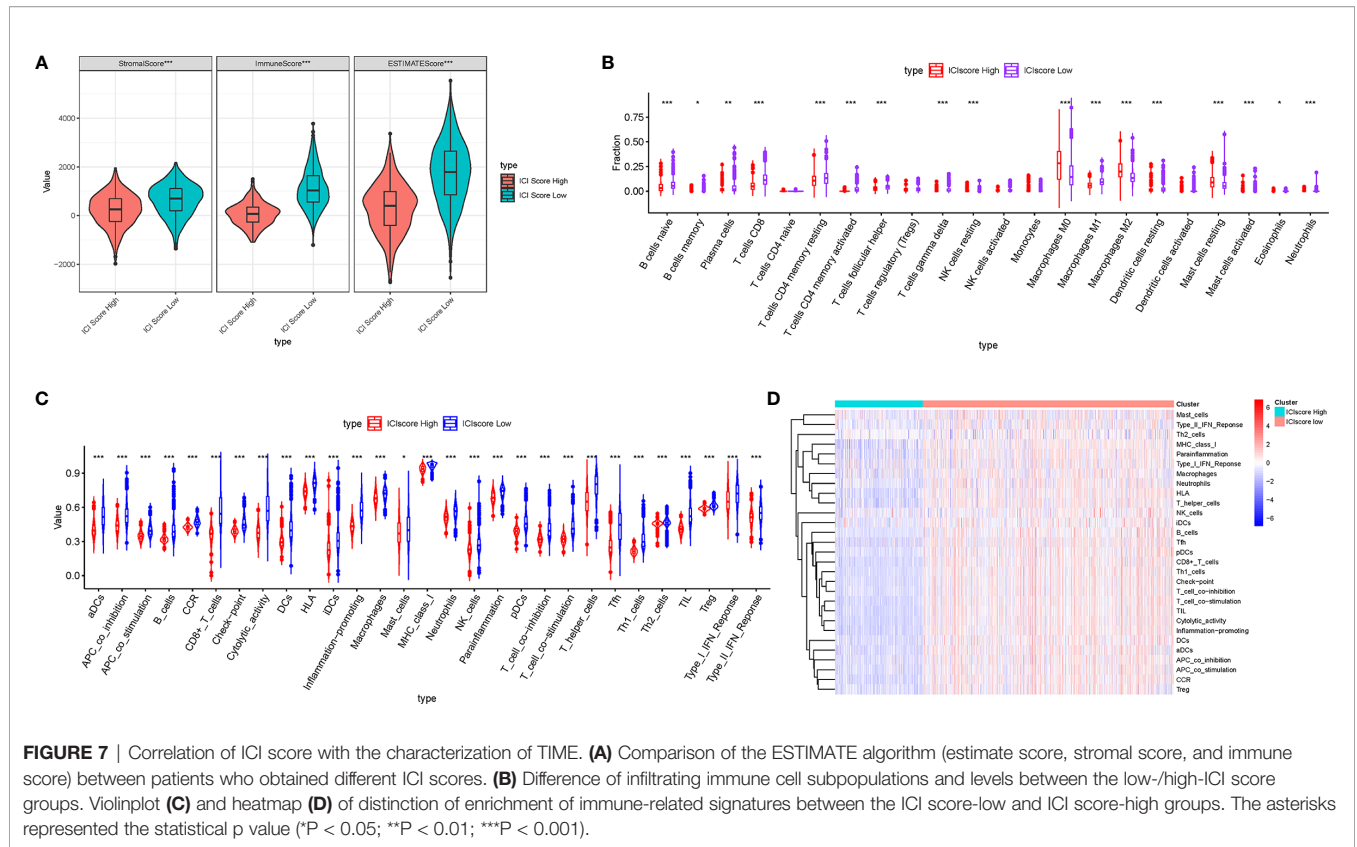 A
StromalScore***
ImmuneScore***
ESTIMATEScore***
Value
4000
2000
0
−2000
ICI Score High
ICI Score Low
ICI Score High
ICI Score Low
ICI Score High
ICI Score Low
type
type
ICI Score High
ICI Score Low
B
type ICIscore High ICIscore Low
*** * ** *** *** *** *** *** *** *** *** *** *** *** *** * ***
Fraction
0.75
0.50
0.25
0.00
B cells naive
B cells memory
Plasma cells
T cells CD8
T cells CD4 naive
T cells CD4 memory resting
T cells CD4 memory activated
T cells follicular helper
T cells regulatory (Tregs)
T cells gamma delta
NK cells resting
NK cells activated
Monocytes
Macrophages M0
Macrophages M1
Macrophages M2
Dendritic cells resting
Dendritic cells activated
Mast cells resting
Mast cells activated
Eosinophils
Neutrophils
type
C
type ICIscore High ICIscore Low
*** *** *** *** *** *** *** *** *** *** *** *** *** * *** *** *** *** *** *** *** *** *** *** *** *** *** *** ***
Value
0.9
0.6
0.3
0.0
aDCs
APC_co_inhibition
APC_co_stimulation
B_cells
CCR
CD8+_T_cells
Check-point
Cytolytic_activity
DCs
HLA
iDCs
Inflammation-promoting
Macrophages
Mast_cells
MHC_class_I
Neutrophils
NK_cells
Parainflammation
pDCs
T_cell_co-inhibition
T_cell_co-stimulation
T_helper_cells
Tfh
Th1_cells
Th2_cells
TIL
Treg
Type_I_IFN_Reponse
Type_II_IFN_Reponse
type
D
Cluster
Mast_cells
Type_II_IFN_Reponse
Th2_cells
MHC_class_I
Parainflammation
Type_I_IFN_Reponse
Macrophages
Neutrophils
HLA
T_helper_cells
NK_cells
iDCs
B_cells
Tfh
pDCs
CD8+_T_cells
Th1_cells
Check-point
T_cell_co-inhibition
T_cell_co-stimulation
TIL
Cytolytic_activity
Inflammation-promoting
DCs
aDCs
APC_co_inhibition
APC_co_stimulation
CCR
Treg
6
4
2
0
−2
−4
−6
Cluster
ICIscore High
ICIscore low
FIGURE 7 | Correlation of ICI score with the characterization of TIME. (A) Comparison of the ESTIMATE algorithm (estimate score, stromal score, and immune
score) between patients who obtained different ICI scores. (B) Difference of infiltrating immune cell subpopulations and levels between the low-/high-ICI score
groups. Violinplot (C) and heatmap (D) of distinction of enrichment of immune-related signatures between the ICI score-low and ICI score-high groups. The asterisks
represented the statistical p value (*P < 0.05; **P < 0.01; ***P < 0.001).